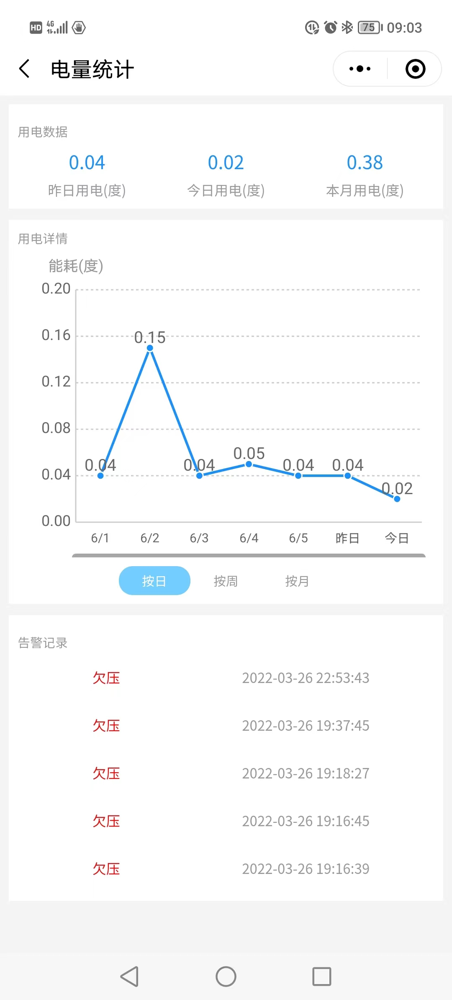 HD 4G 75 09:03
电量统计
用电数据
0.04 0.02 0.38
昨日用电(度) 今日用电(度) 本月用电(度)
用电详情
能耗(度)
0.20
0.16
0.15
0.12
0.08
0.05
0.04 0.04 0.04 0.04
0.04
0.02
0.00
6/1 6/2 6/3 6/4 6/5 昨日 今日
按日 按周 按月
告警记录
欠压 2022-03-26 22:53:43
欠压 2022-03-26 19:37:45
欠压 2022-03-26 19:18:27
欠压 2022-03-26 19:16:45
欠压 2022-03-26 19:16:39